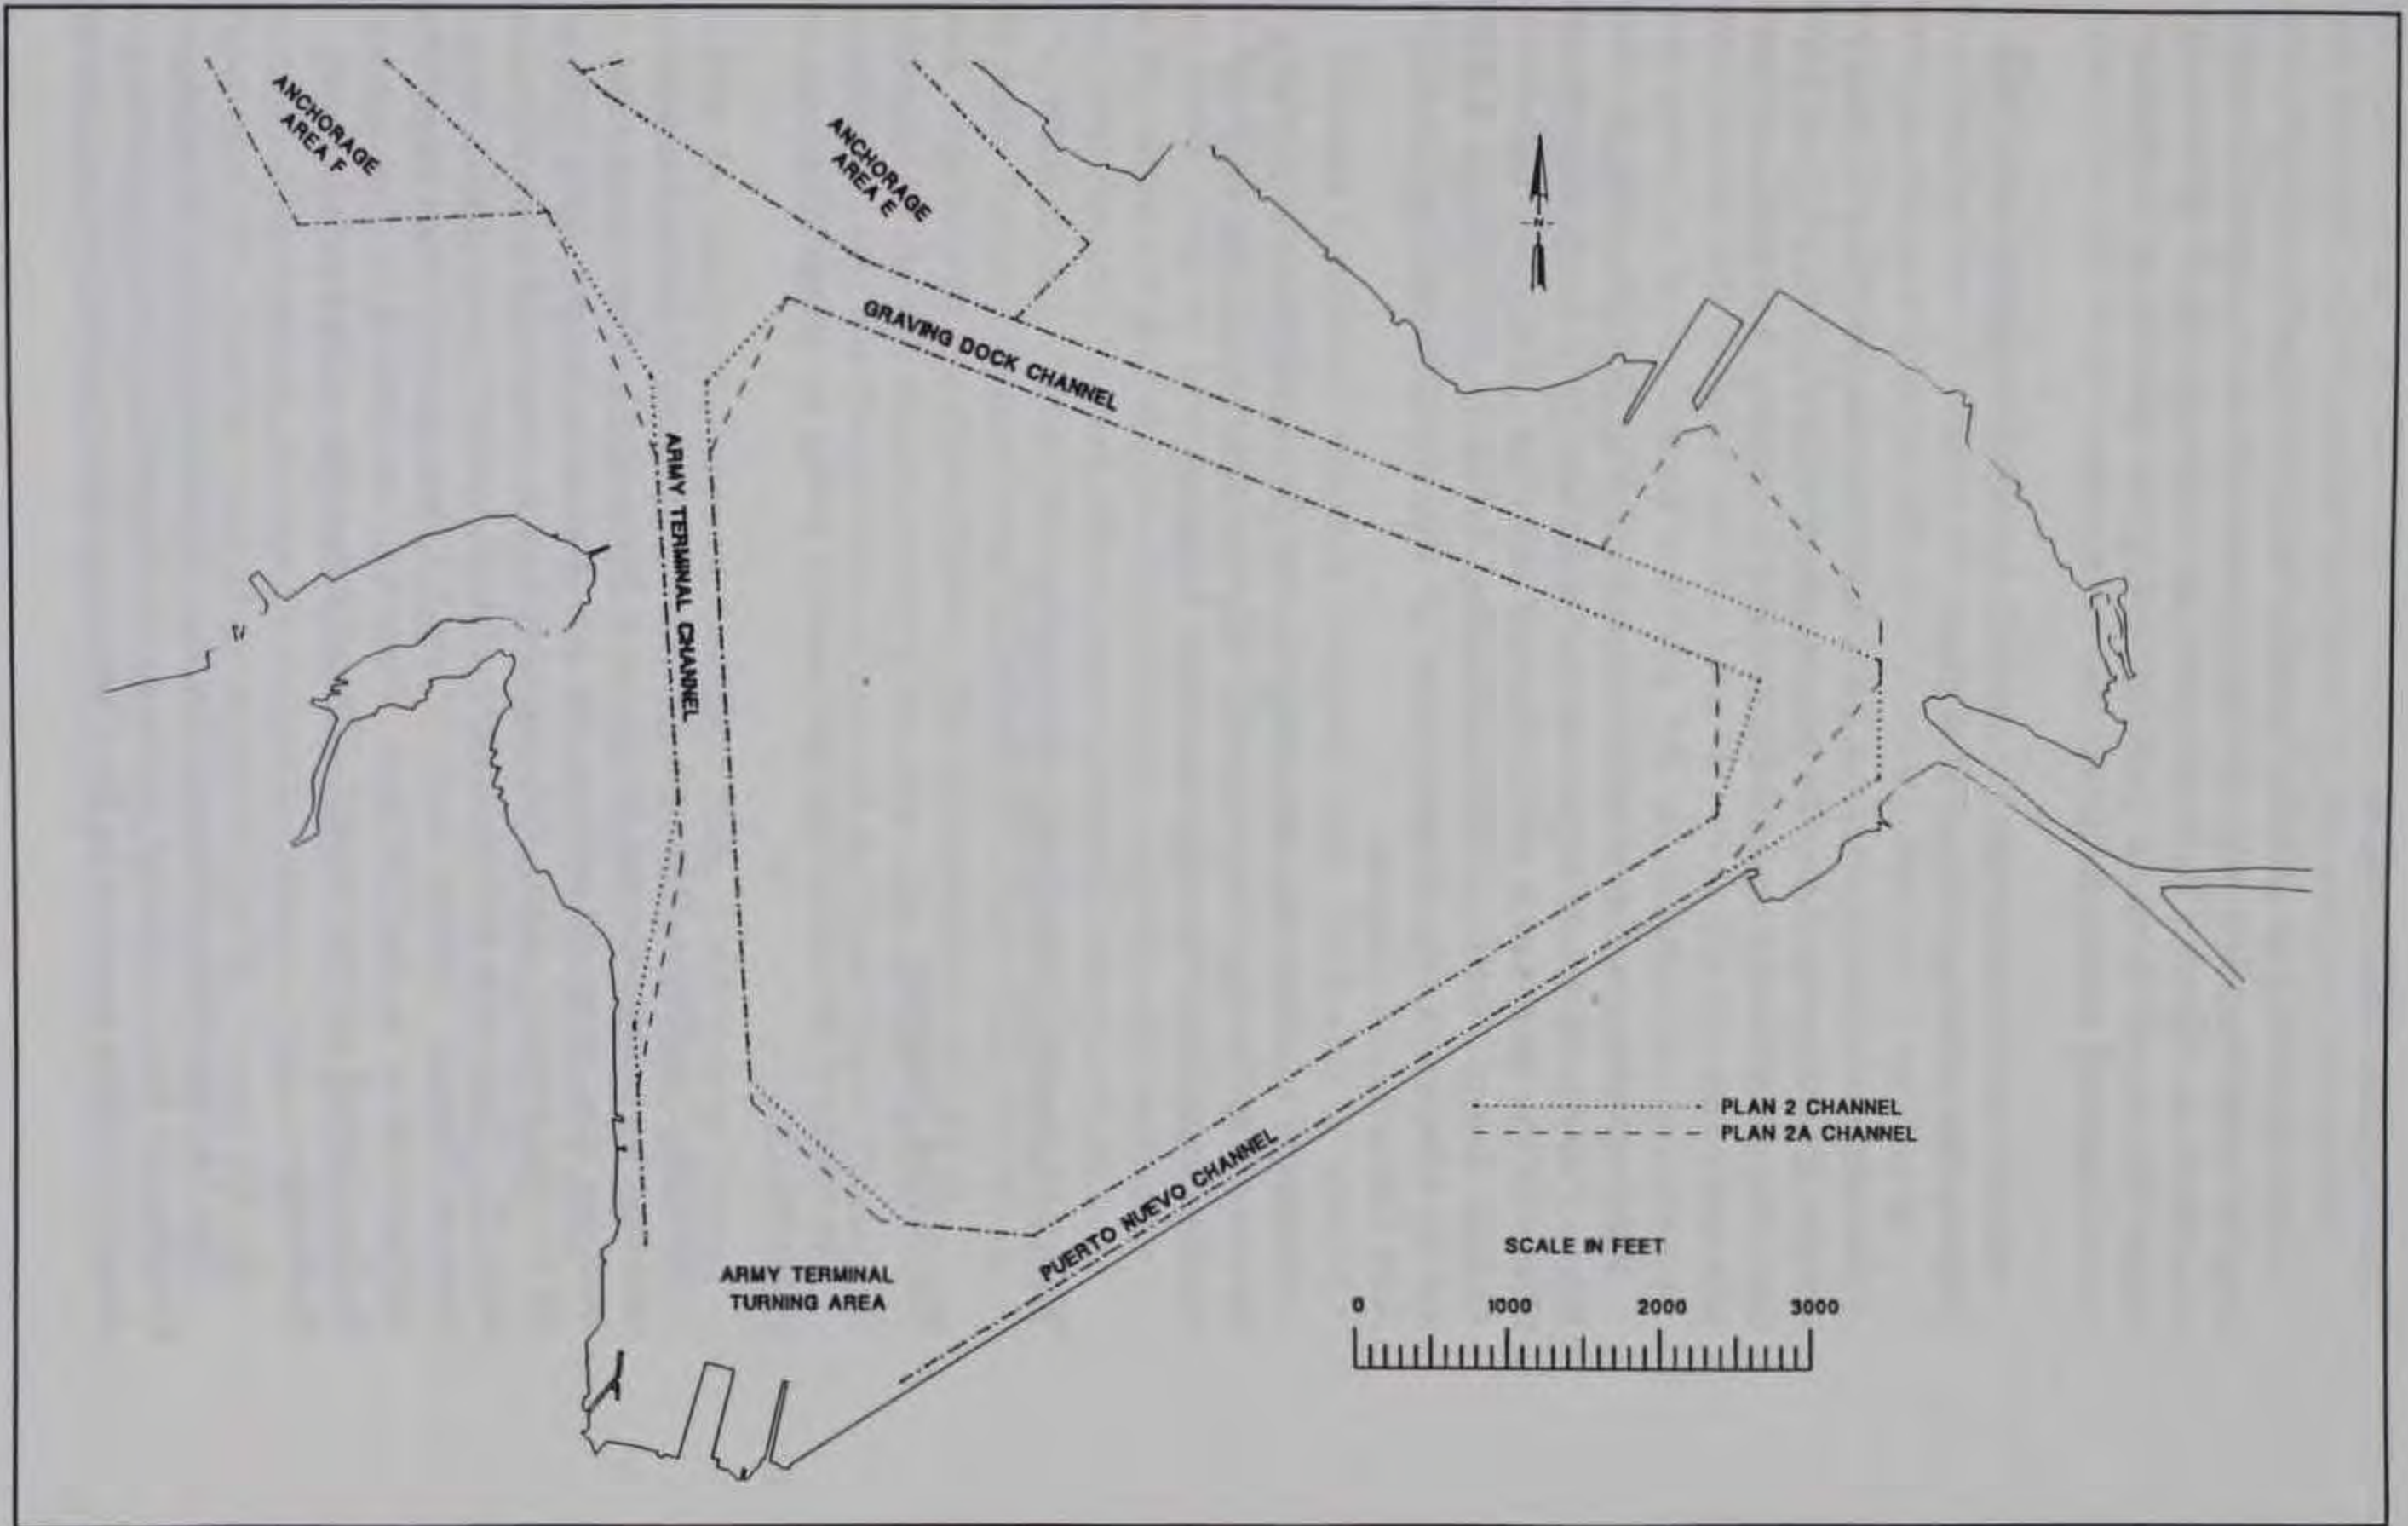 ANCHORAGE
AREA F
ANCHORAGE
AREA E
N
GRAVING DOCK CHANNEL
ARMY TERMINAL CHANNEL
PLAN 2 CHANNEL
PLAN 2A CHANNEL
PUERTO NUEVO CHANNEL
SCALE IN FEET
ARMY TERMINAL
TURNING AREA
0 1000 2000 3000